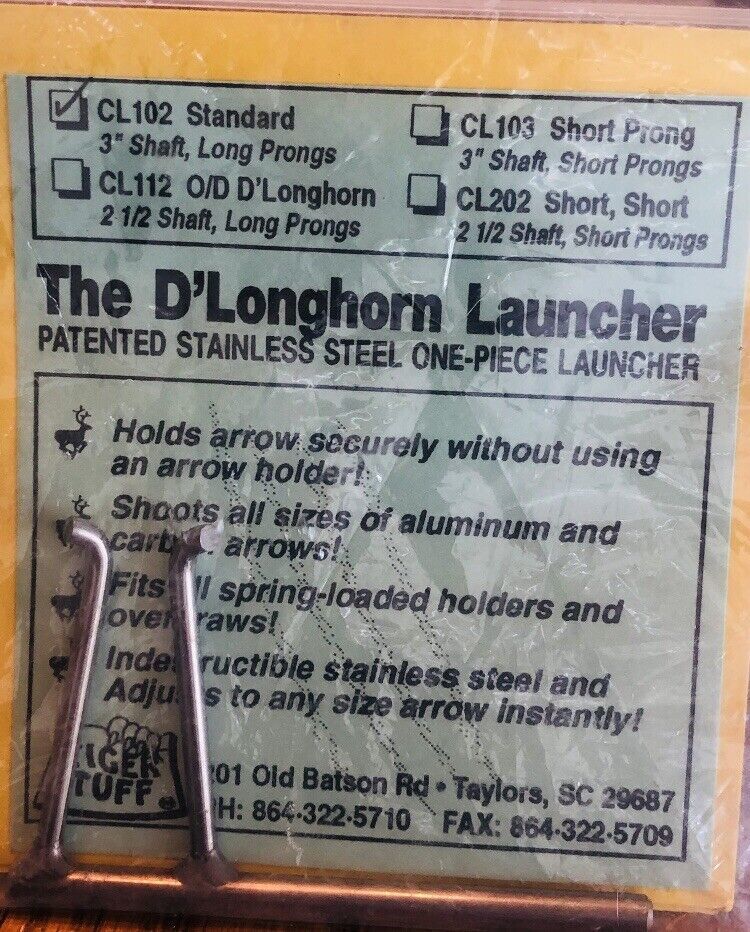 CL102 Standard
3" Shaft, Long Prongs
CL112 O/D D'Longhorn
2 1/2 Shaft, Long Prongs
CL103 Short Prong
3" Shaft, Short Prongs
CL202 Short, Short
2 1/2 Shaft, Short Prongs
The D'Longhorn Launcher
PATENTED STAINLESS STEEL ONE-PIECE LAUNCHER
Holds arrow securely without using
an arrow holder!
Shoots all sizes of aluminum and
arrows!
Fits spring-loaded holders and
stainless steel and
to any size arrow instantly!
TUFF
Old Batson Rd • Taylors, SC 29687
864-322-5710 FAX: 864-322-5709